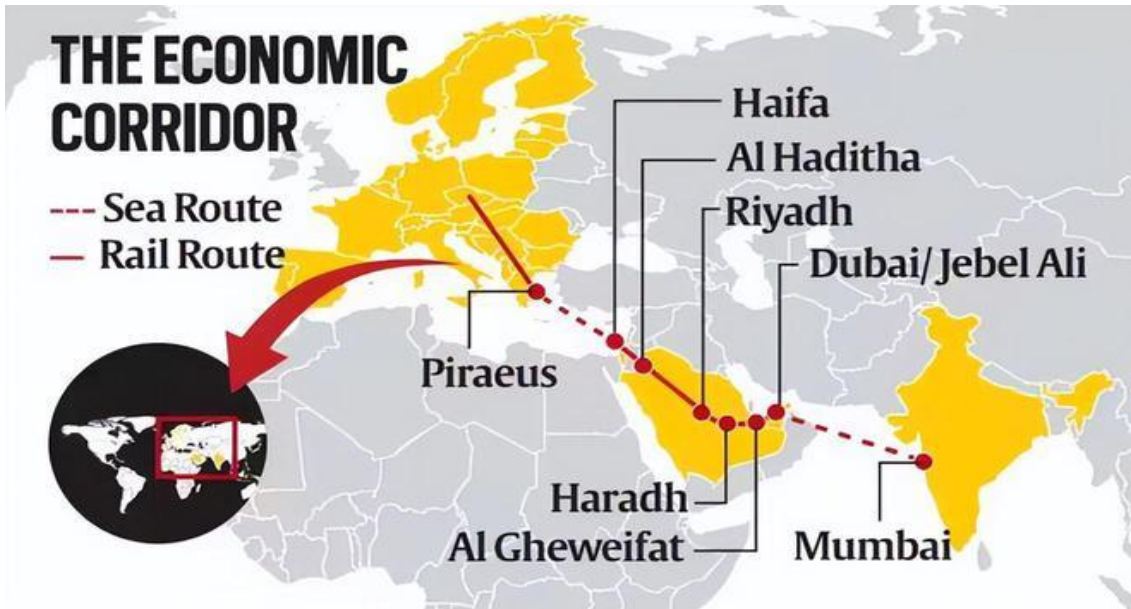 THE ECONOMIC
CORRIDOR
Sea Route
Rail Route
Haifa
Al Haditha
Riyadh
Dubai/ Jebel Ali
Piraeus
Haradh
Al Gheweifat
Mumbai